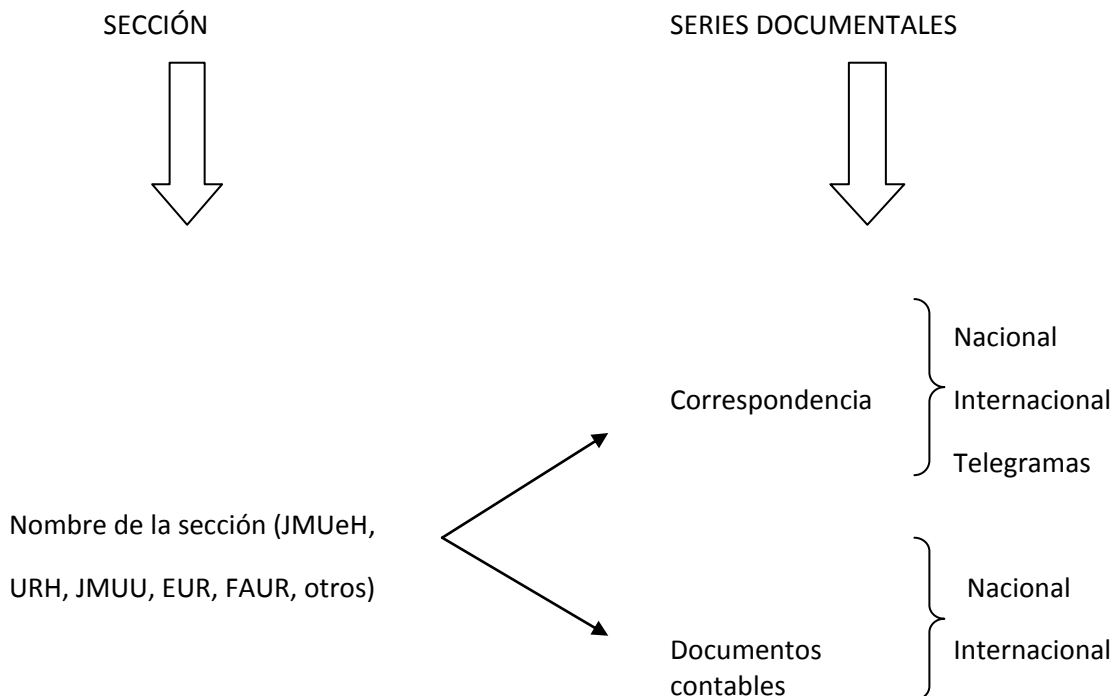 SECCIÓN
SERIES DOCUMENTALES
Nacional
Correspondencia
Internacional
Telegramas
Nombre de la sección (JMUeH,
URH, JMUU, EUR, FAUR, otros)
Nacional
Documentos
contables
Internacional